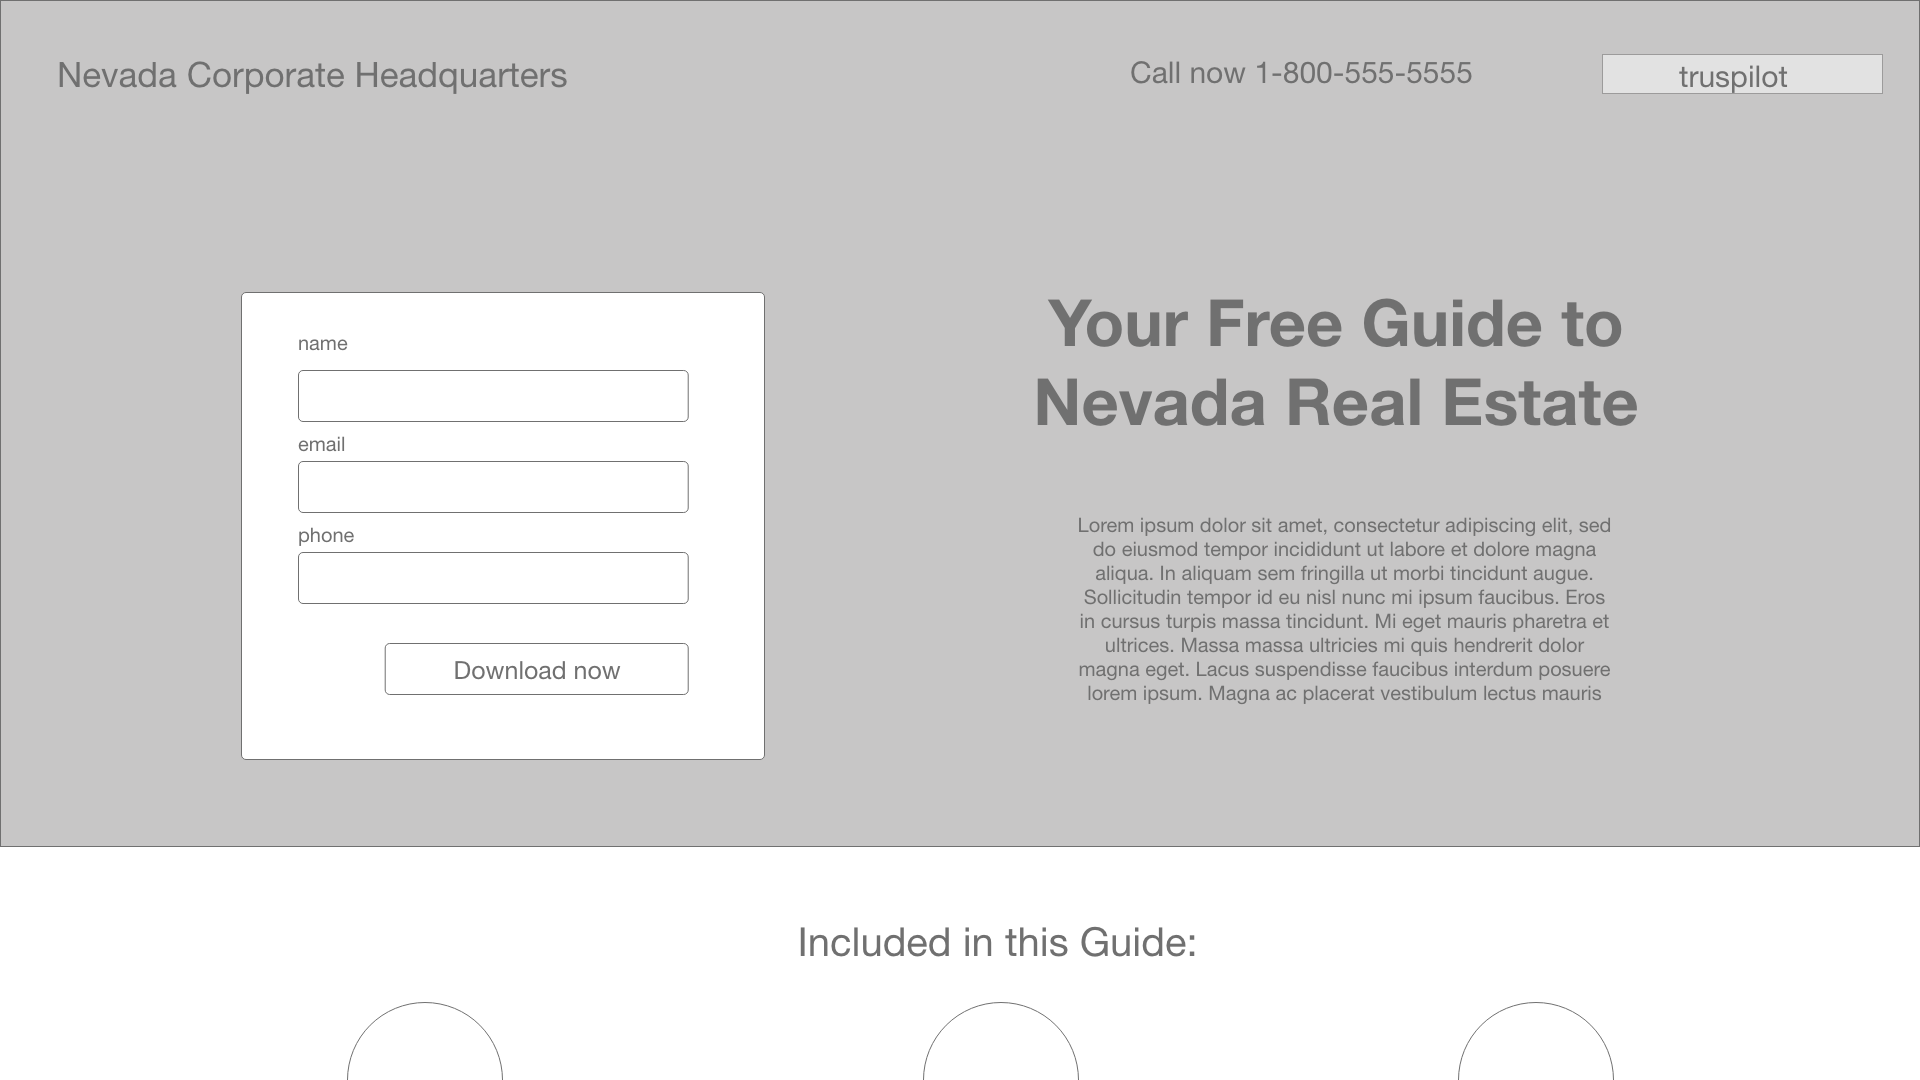 Nevada Corporate Headquarters
Call now 1-800-555-5555
truspilot
name
email
phone
Download now
Your Free Guide to
Nevada Real Estate
Lorem ipsum dolor sit amet, consectetur adipiscing elit, sed
do eiusmod tempor incididunt ut labore et dolore magna
aliqua. In aliquam sem fringilla ut morbi tincidunt augue.
Sollicitudin tempor id eu nisl nunc mi ipsum faucibus. Eros
in cursus turpis massa tincidunt. Mi eget mauris pharetra et
ultrices. Massa massa ultricies mi quis hendrerit dolor
magna eget. Lacus suspendisse faucibus interdum posuere
lorem ipsum. Magna ac placerat vestibulum lectus mauris
Included in this Guide: